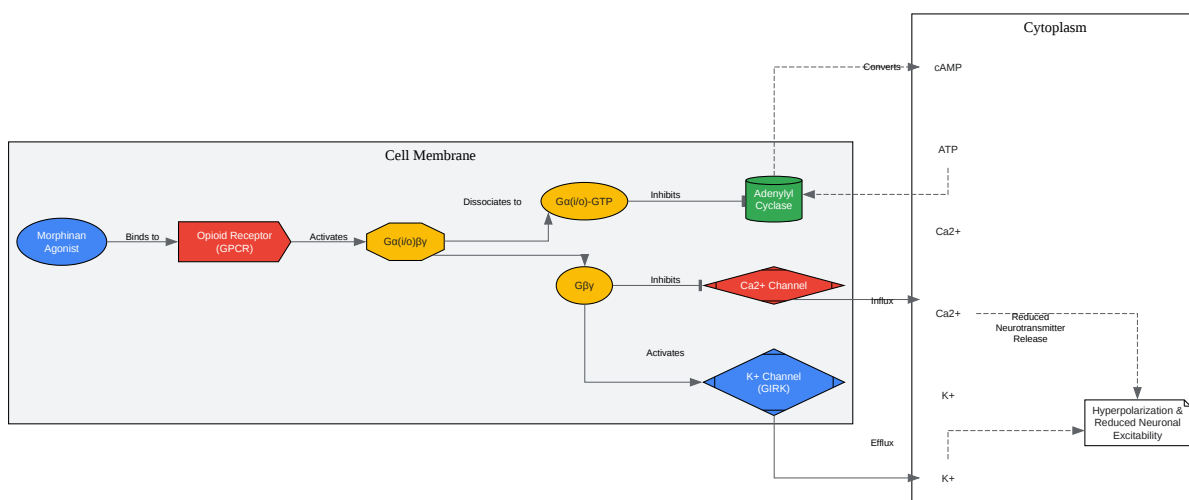 Cytoplasm
Converts
cAMP
Cell Membrane
ATP
Dissociates to
Gα(i/o)-GTP
Inhibits
Adenylyl
Cyclase
Morphinan
Agonist
Binds to
Opioid Receptor
(GPCR)
Activates
Gα(i/o)βγ
Ca2+
Gβγ
Inhibits
Ca2+ Channel
Influx
Ca2+
Reduced
Neurotransmitter
Release
Activates
K+ Channel
(GIRK)
K+
Hyperpolarization &
Reduced Neuronal
Excitability
Efflux
K+